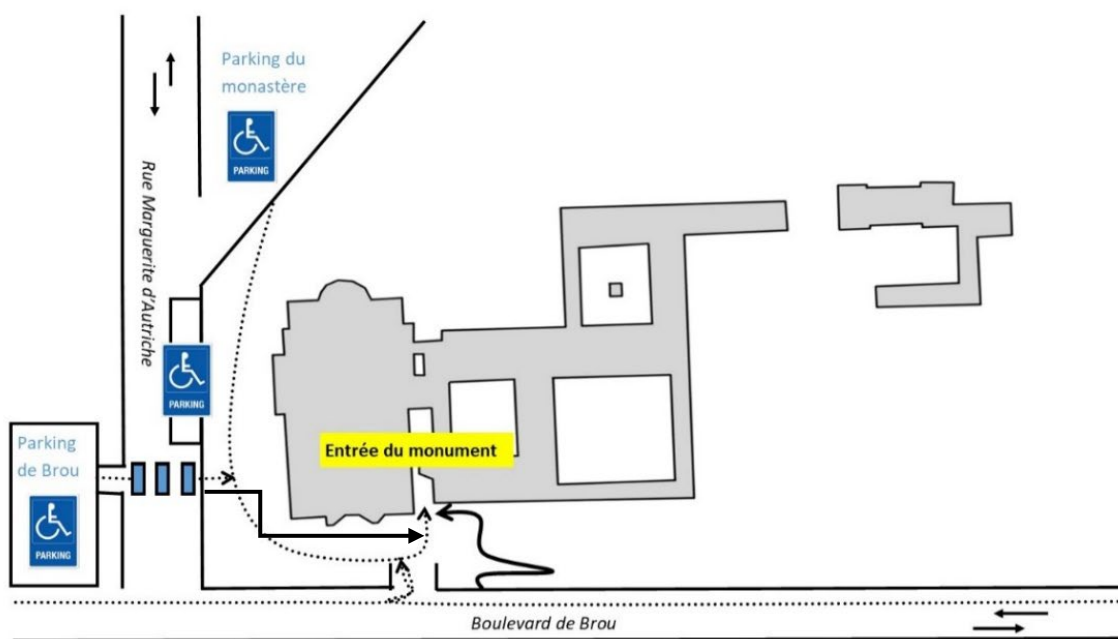 Parking du
monastère
PARKING
Rue Marguerite d'Autriche
PARKING
Parking
de Brou
PARKING
Entrée du monument
Boulevard de Brou